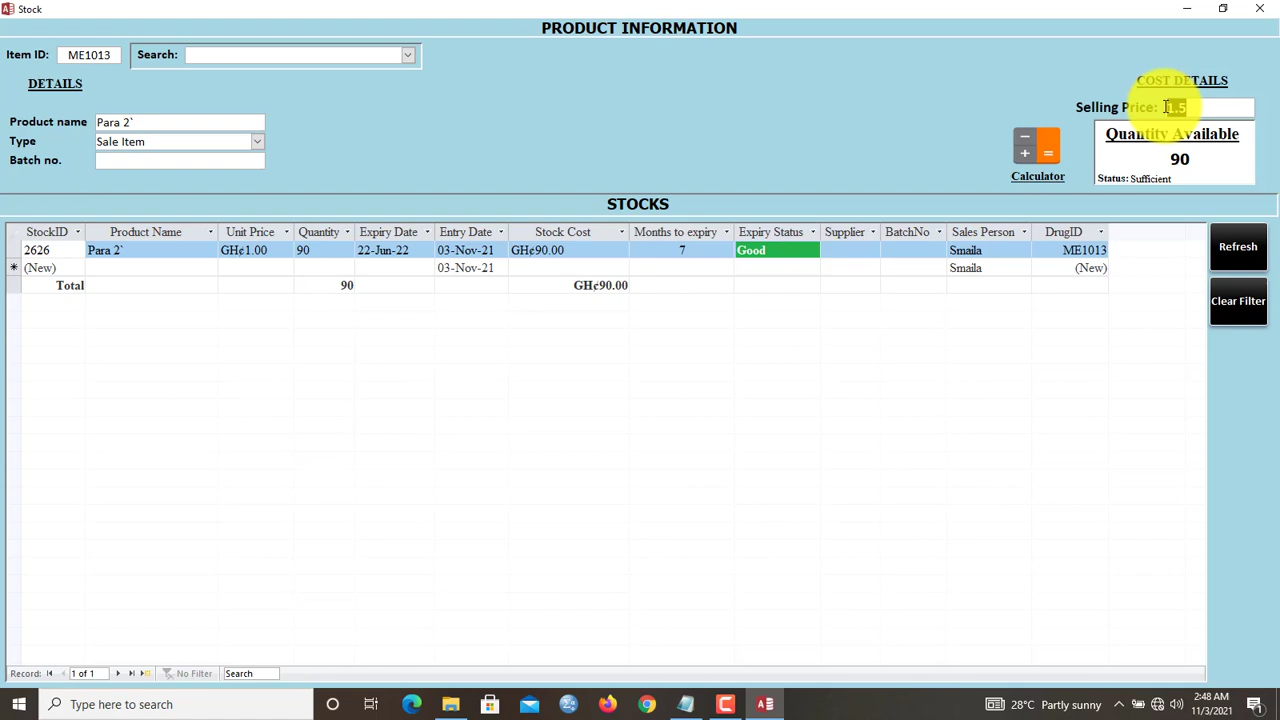 Stock
PRODUCT INFORMATION
Item ID: ME1013 Search:
DETAILS
COST DETAILS
Selling Price: 1.5
Product name Para 2`
Type Sale Item
Batch no.
Calculator
Quantity Available
90
Status: Sufficient
STOCKS
StockID Product Name Unit Price Quantity Expiry Date Entry Date Stock Cost Months to expiry Expiry Status Supplier BatchNo Sales Person DrugID
2626 Para 2` GH¢1.00 90 22-Jun-22 03-Nov-21 GH¢90.00 7 Good Smaila ME1013
* (New) 03-Nov-21 Smaila (New)
Total 90 GH¢90.00
Refresh
Clear Filter
Record: 1 of 1 No Filter Search
Type here to search
28°C Partly sunny
2:48 AM
11/3/2021
1